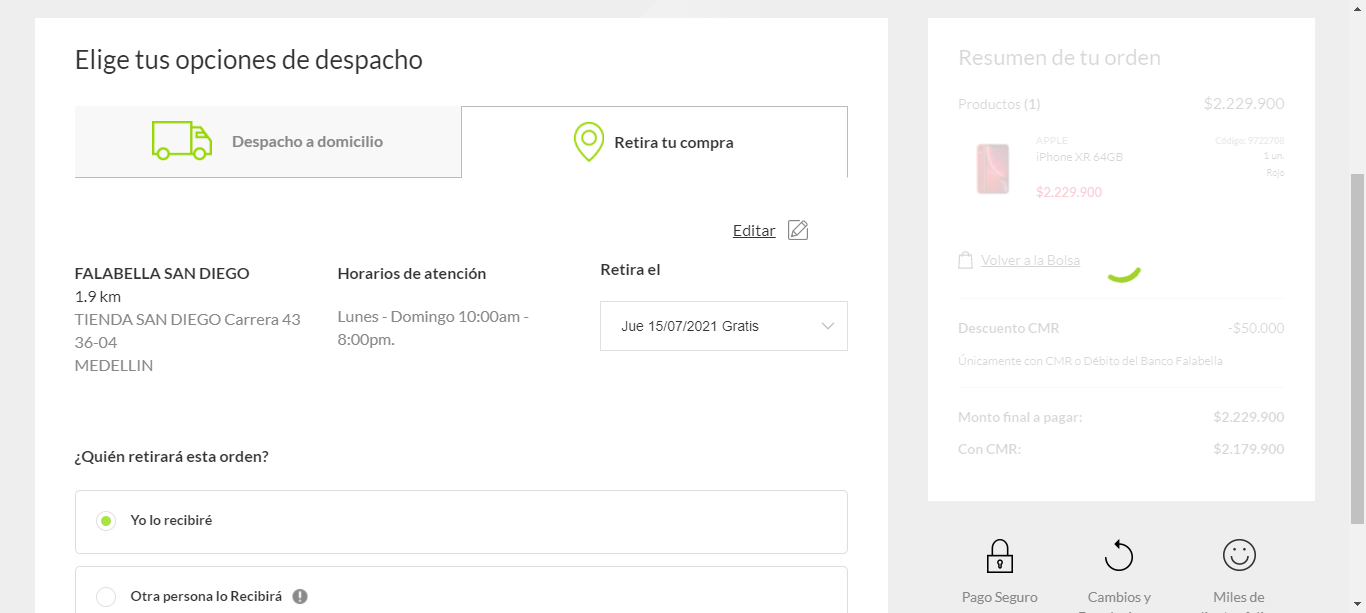 Elige tus opciones de despacho
Despacho a domicilio
Retira tu compra
Editar
FALABELLA SAN DIEGO
1.9 km
TIENDA SAN DIEGO Carrera 43
36-04
MEDELLIN
Horarios de atención
Lunes - Domingo 10:00am -
8:00pm.
Retira el
Jue 15/07/2021 Gratis
¿Quién retirará esta orden?
Yo lo recibiré
Otra persona lo Recibirá
Resumen de tu orden
Productos (1) $2.229.900
APPLE Código: 9722708
iPhone XR 64GB 1 un.
Rojo
$2.229.900
Volver a la Bolsa
Descuento CMR -$50.000
Únicamente con CMR o Débito del Banco Falabella
Monto final a pagar: $2.229.900
Con CMR: $2.179.900
Pago Seguro
Cambios y
Miles de